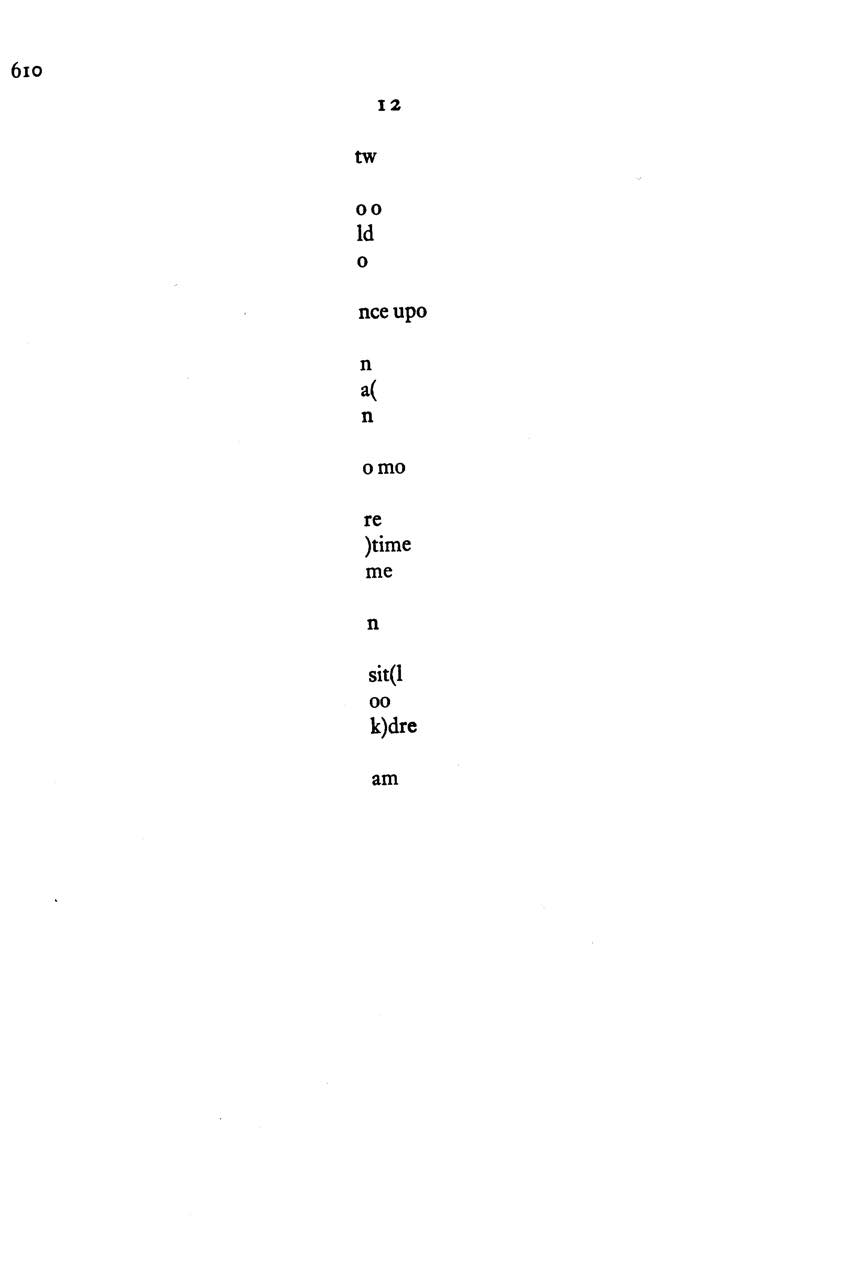 610
12
tw
o o
ld
o
nce upo
n
a(
n
o mo
re
)time
me
n
sit(l
oo
k)dre
am